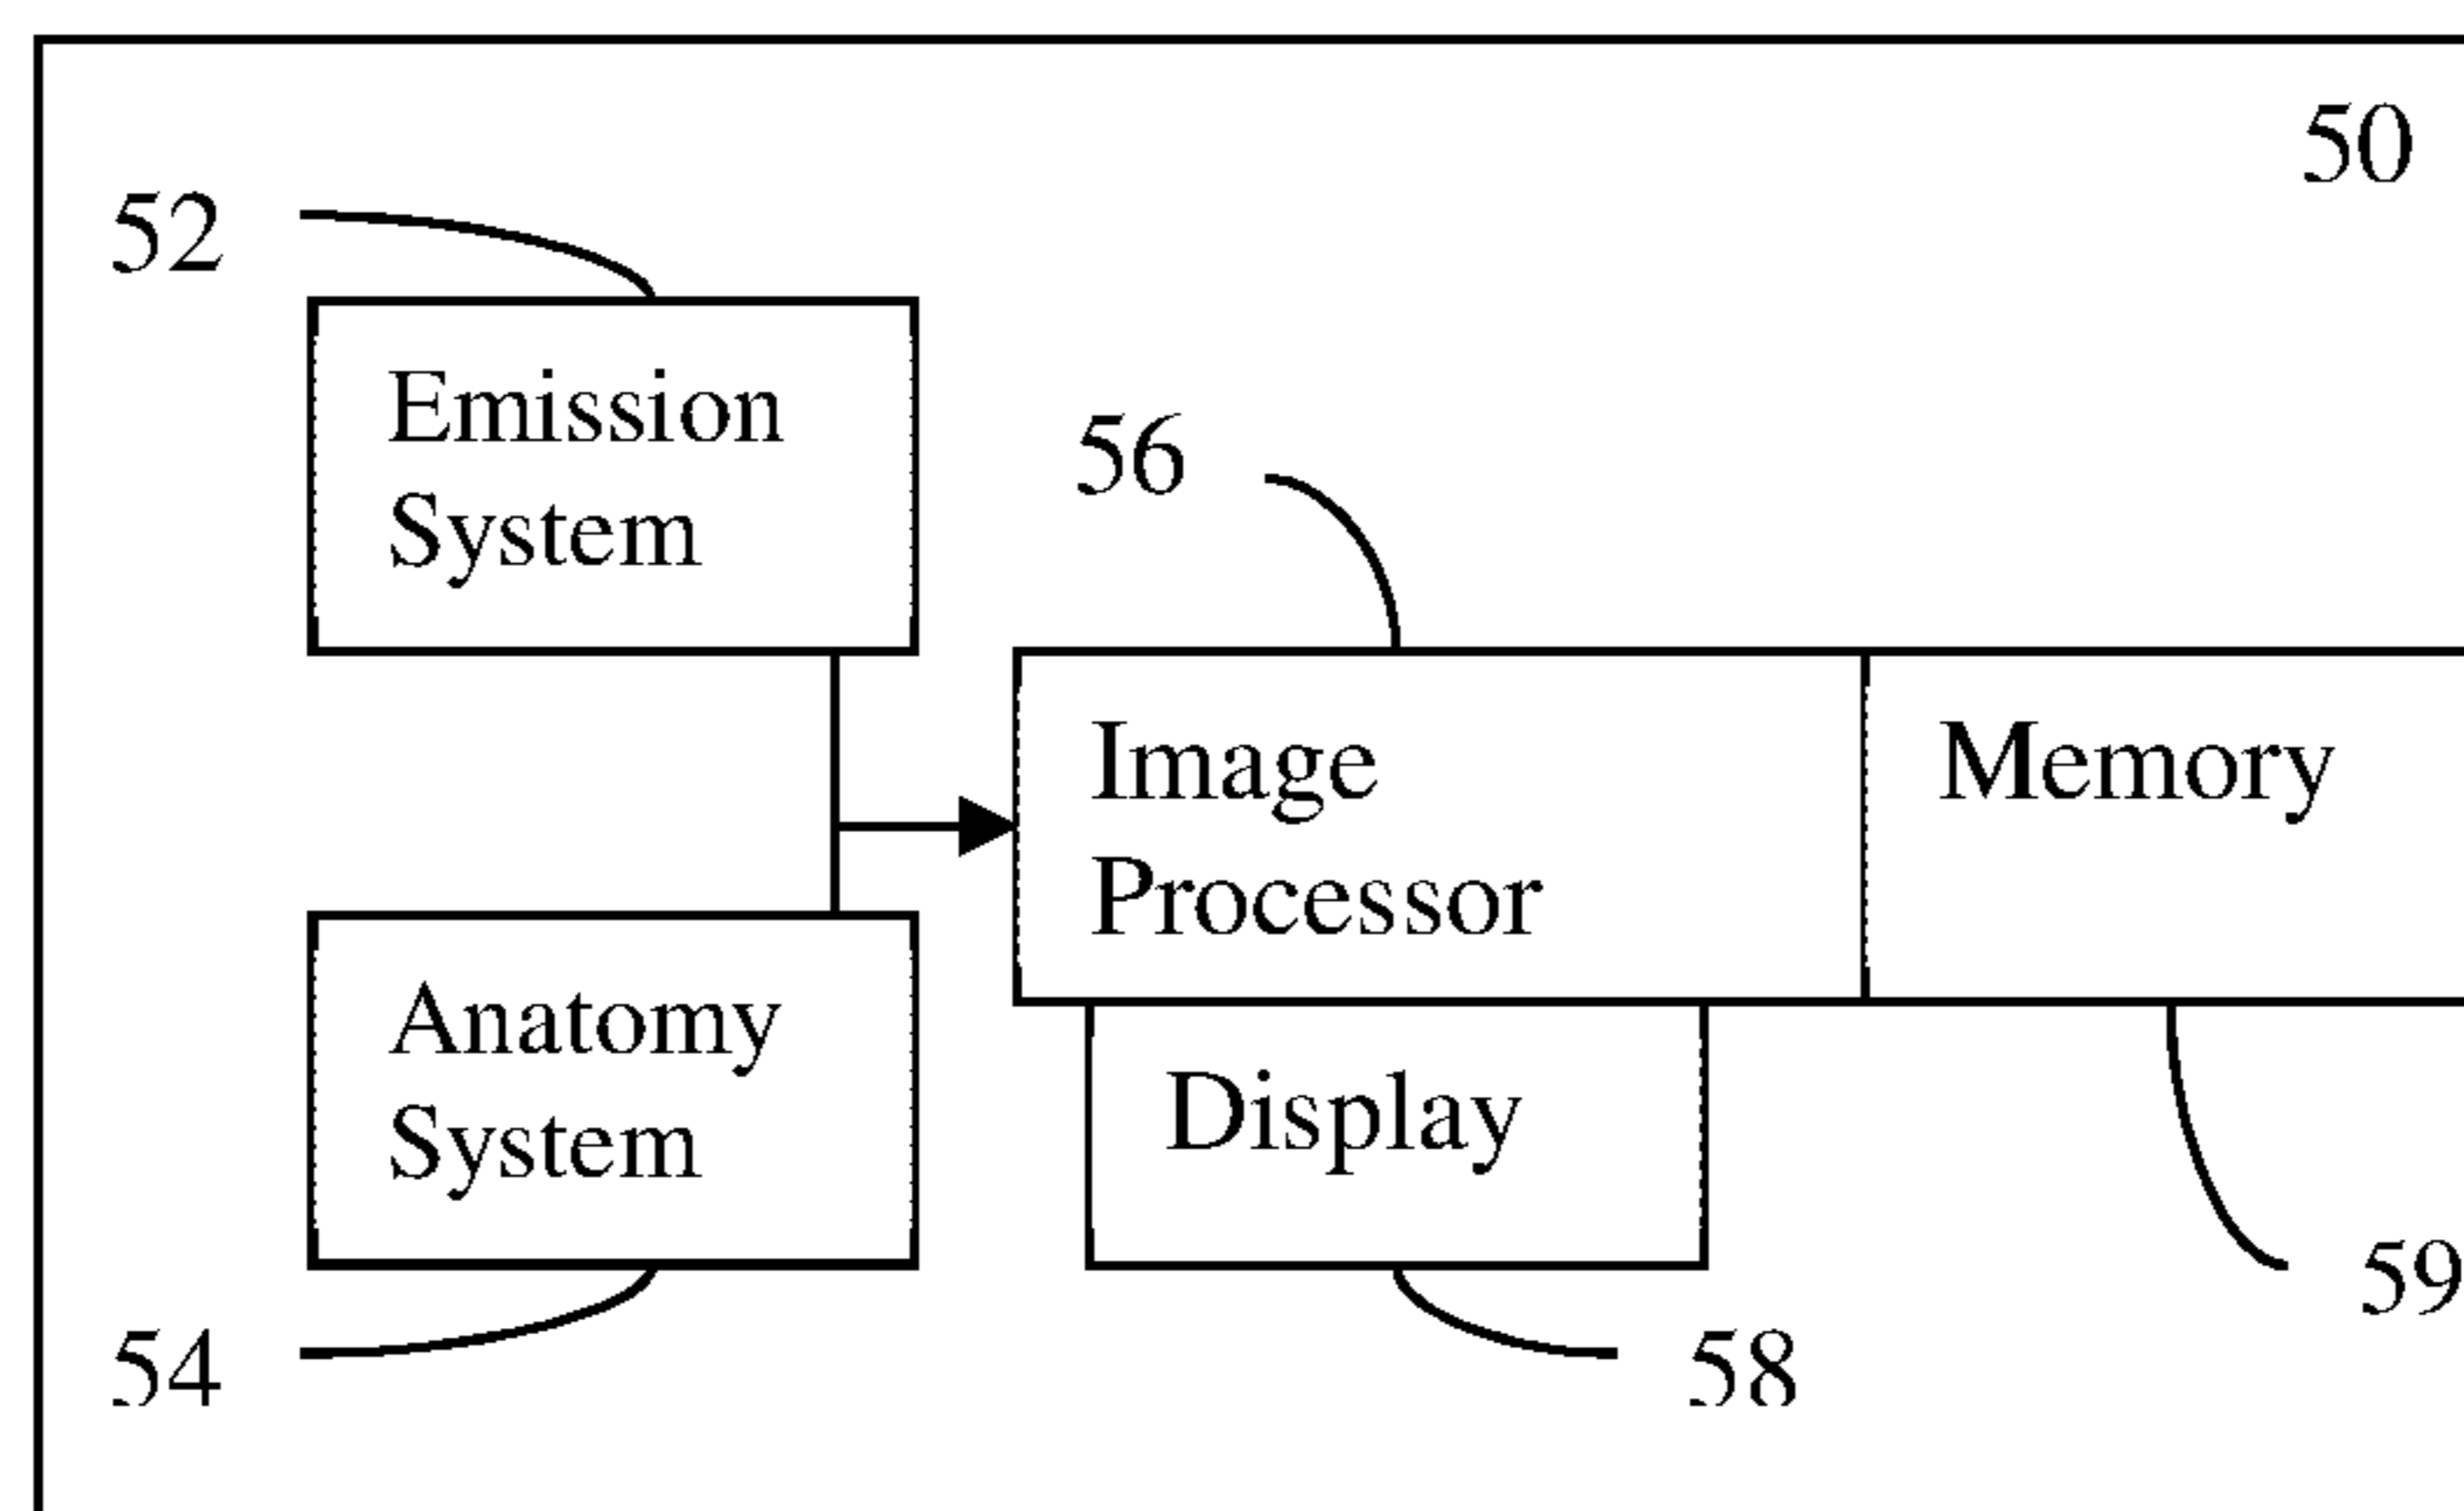 50
52
Emission
System
56
Image
Processor
Memory
Anatomy
System
Display
59
54
58